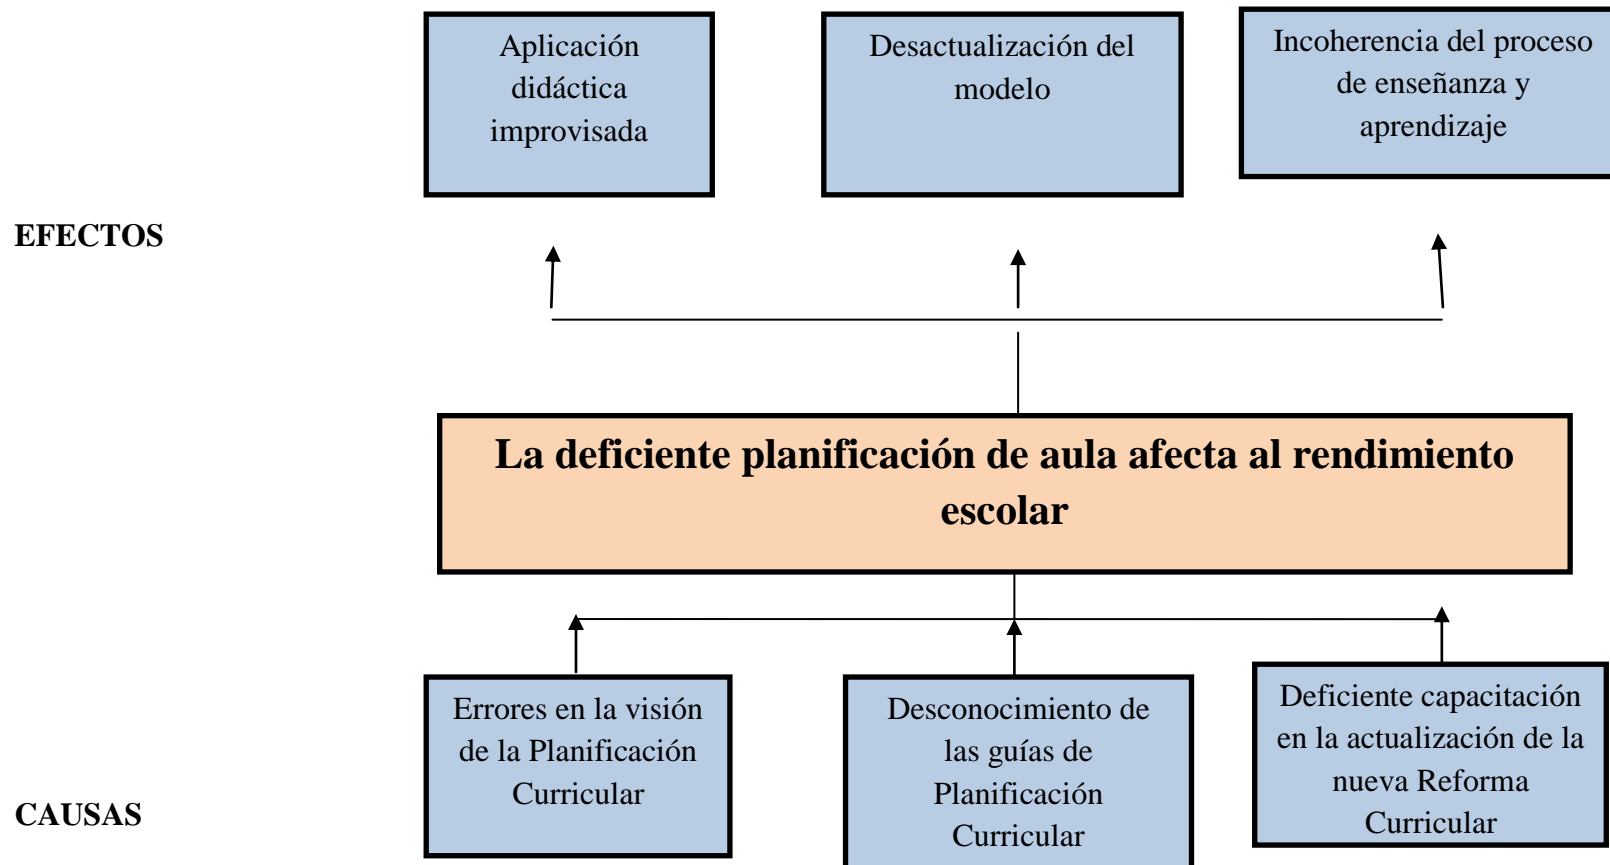 Aplicación
didáctica
improvisada
Desactualización del
modelo
Incoherencia del proceso
de enseñanza y
aprendizaje
EFECTOS
La deficiente planificación de aula afecta al rendimiento
escolar
Errores en la visión
de la Planificación
Curricular
Desconocimiento de
las guías de
Planificación
Curricular
Deficiente capacitación
en la actualización de la
nueva Reforma
Curricular
CAUSAS